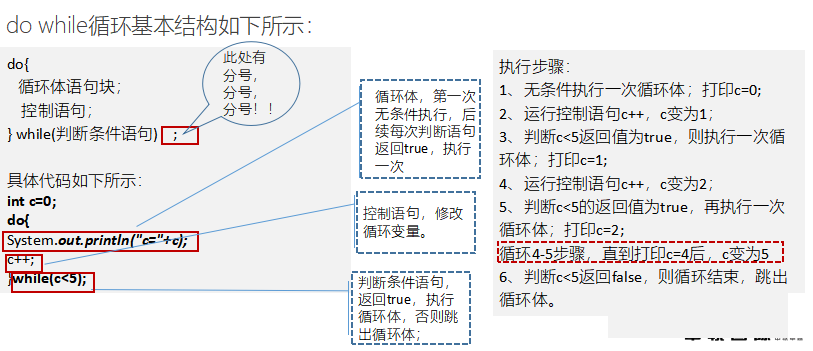 do while循环基本结构如下所示：
do{
循环体语句块；
控制语句；
} while(判断条件语句) ；
此处有
分号，
分号，
分号！！
具体代码如下所示：
int c=0;
do{
System.out.println("c="+c);
c++;
}while(c<5);
循环体，第一次
无条件执行，后
续每次判断语句
返回true，执行
一次
控制语句，修改
循环变量。
判断条件语句，
返回true，执行
循环体，否则跳
出循环体；
执行步骤：
1、无条件执行一次循环体；打印c=0;
2、运行控制语句c++，c变为1；
3、判断c<5返回值为true，则执行一次循
环体；打印c=1;
4、运行控制语句c++，c变为2；
5、判断c<5的返回值为true，再执行一次
循环体；打印c=2;
循环4-5步骤，直到打印c=4后，c变为5
6、判断c<5返回false，则循环结束，跳出
循环体。